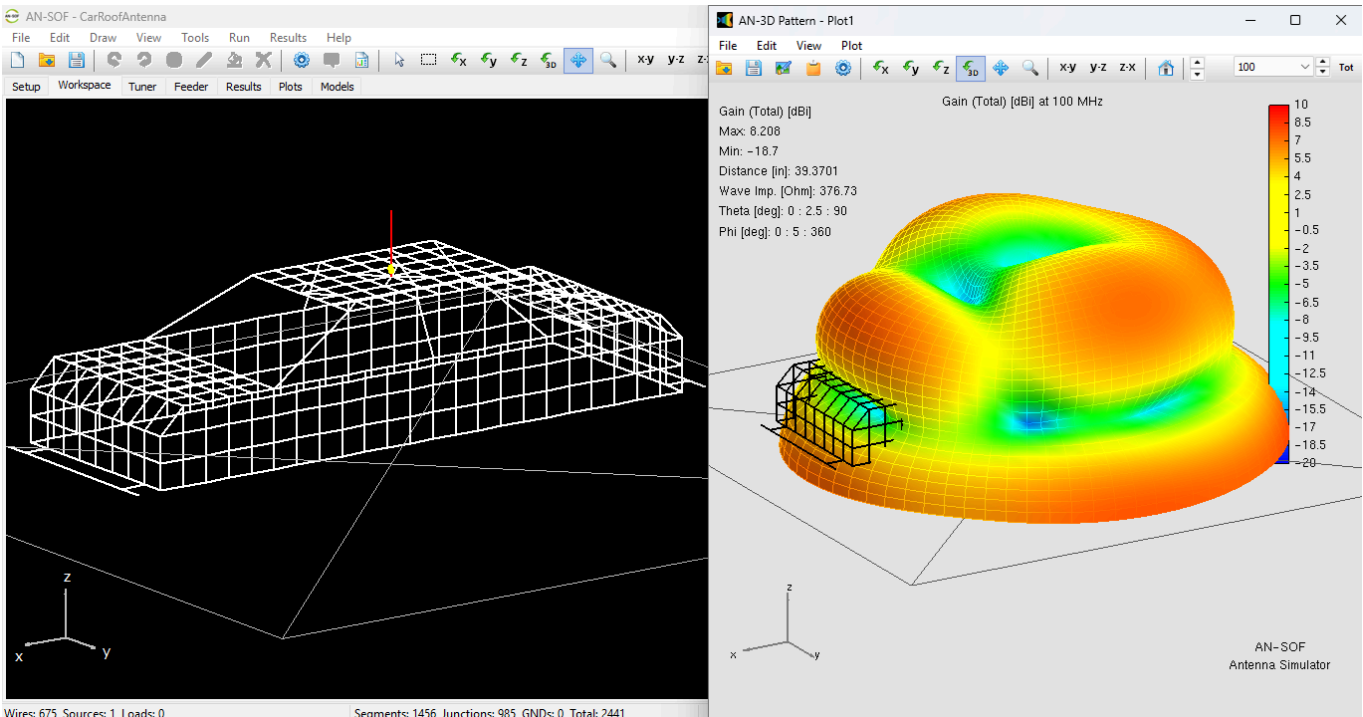 AN-SOF - CarRoofAntenna
File Edit Draw View Tools Run Results Help
x y z 3D x-y y-z z-
Setup Workspace Tuner Feeder Results Plots Models
z
x y
Wires: 675 Sources: 1 Loads: 0 Segments: 1456 Junctions: 985 GNDs: 0 Total: 2441
AN-3D Pattern - Plot1
File Edit View Plot
x y z 3D x-y y-z z-x 100 Tot
Gain (Total) [dBi] at 100 MHz
Gain (Total) [dBi]
Max: 8.208
Min: -18.7
Distance [in]: 39.3701
Wave Imp. [Ohm]: 376.73
Theta [deg]: 0 : 2.5 : 90
Phi [deg]: 0 : 5 : 360
10
8.5
7
5.5
4
2.5
1
-0.5
-2
-3.5
-5
-6.5
-8
-9.5
-11
-12.5
-14
-15.5
-17
-18.5
-20
z
x y
AN-SOF
Antenna Simulator